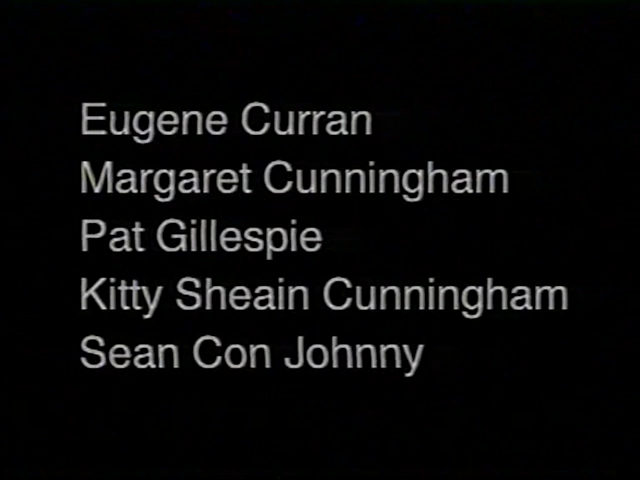 Eugene Curran
Margaret Cunningham
Pat Gillespie
Kitty Sheain Cunningham
Sean Con Johnny